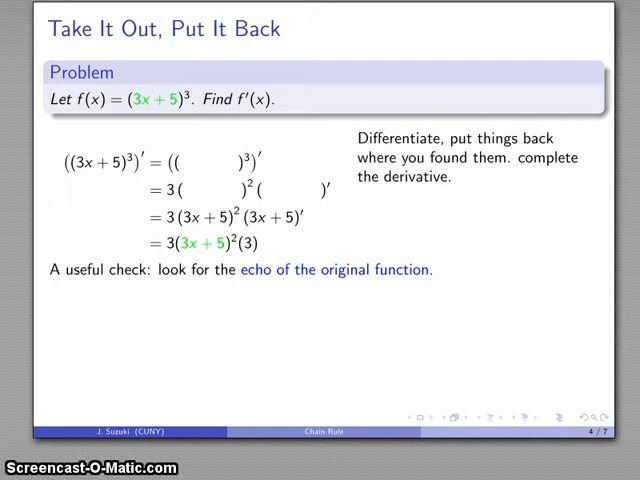 Take It Out, Put It Back
Problem
Let f(x) = (3x + 5)³. Find f′(x).
Differentiate, put things back
where you found them. complete
the derivative.
((3x + 5)³)′ = (( )³)′
= 3 ( )² ( )′
= 3 (3x + 5)² (3x + 5)′
= 3(3x + 5)²(3)
A useful check: look for the echo of the original function.
J. Suzuki (CUNY) Chain Rule 4 / 7
Screencast-O-Matic.com